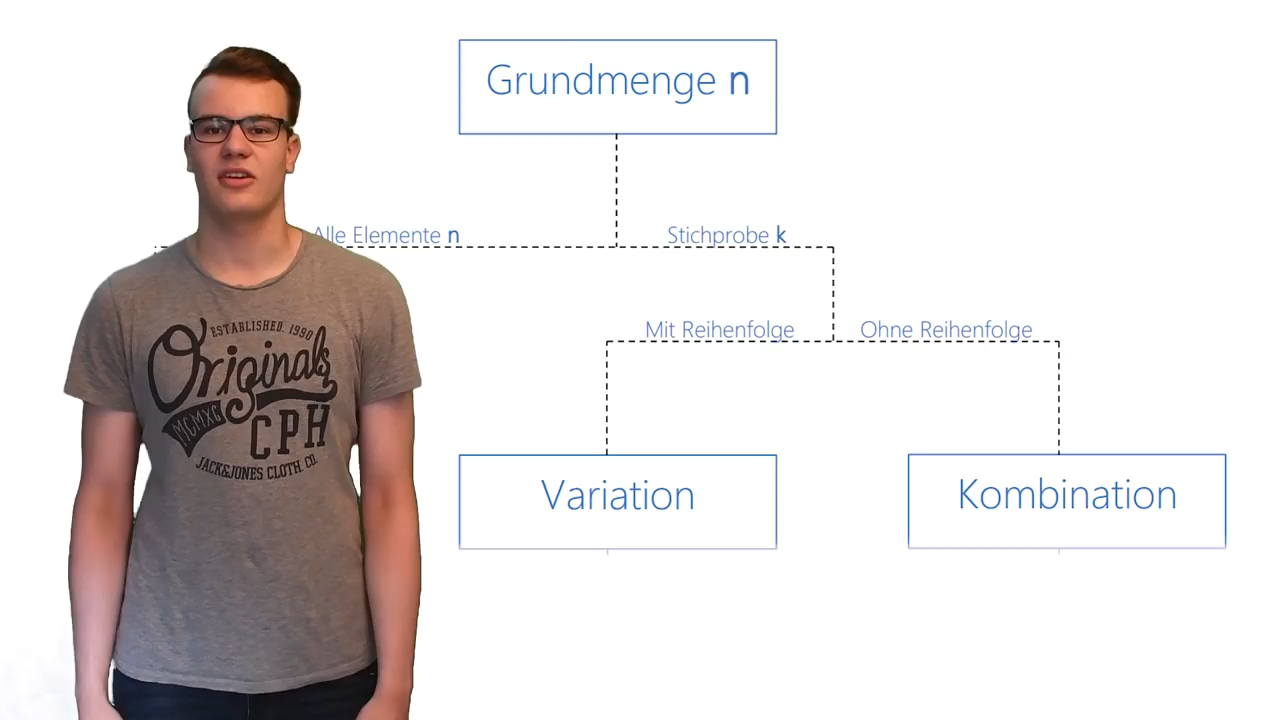 Grundmenge n
Alle Elemente n
Stichprobe k
Mit Reihenfolge
Ohne Reihenfolge
Variation
Kombination
ESTABLISHED. 1990
Originals
MCMXC
CPH
JACK&JONES CLOTH CO.